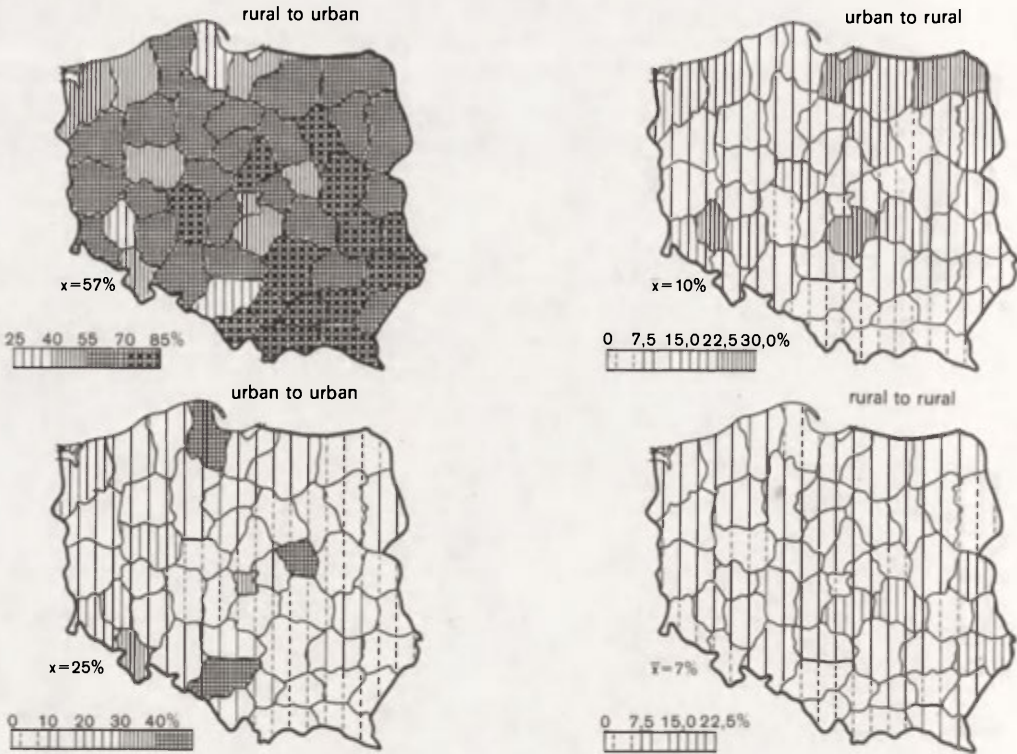 rural to urban
x=57%
25 40 55 70 85%
urban to rural
x=10%
0 7,5 15,0 22,5 30,0%
urban to urban
x=25%
0 10 20 30 40%
rural to rural
x̅=7%
0 7,5 15,0 22,5%